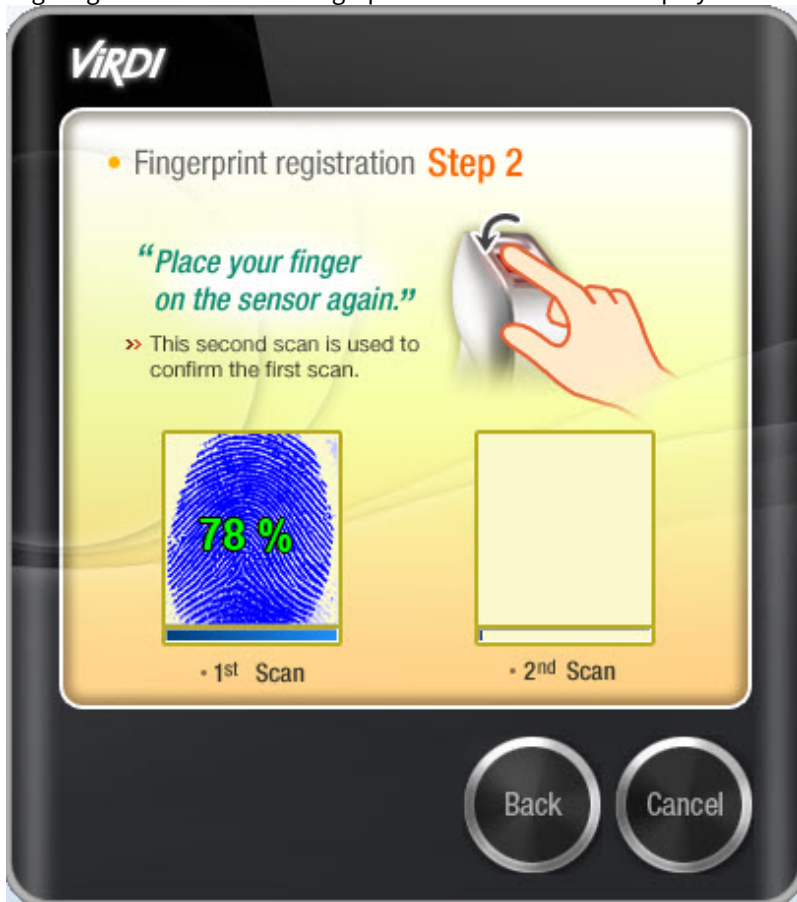 ViRDI
• Fingerprint registration Step 2
“Place your finger
on the sensor again.”
>> This second scan is used to
confirm the first scan.
78 %
• 1st Scan
• 2nd Scan
Back
Cancel